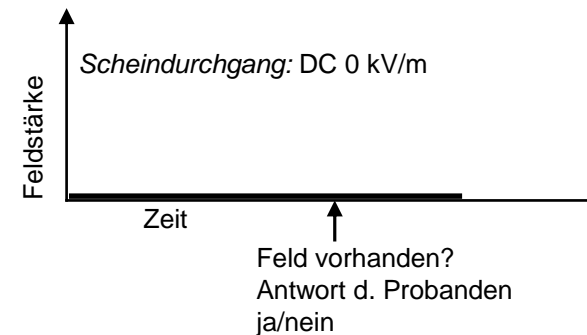 Scheindurchgang: DC 0 kV/m
Feldstärke
Zeit
Feld vorhanden?
Antwort d. Probanden
ja/nein